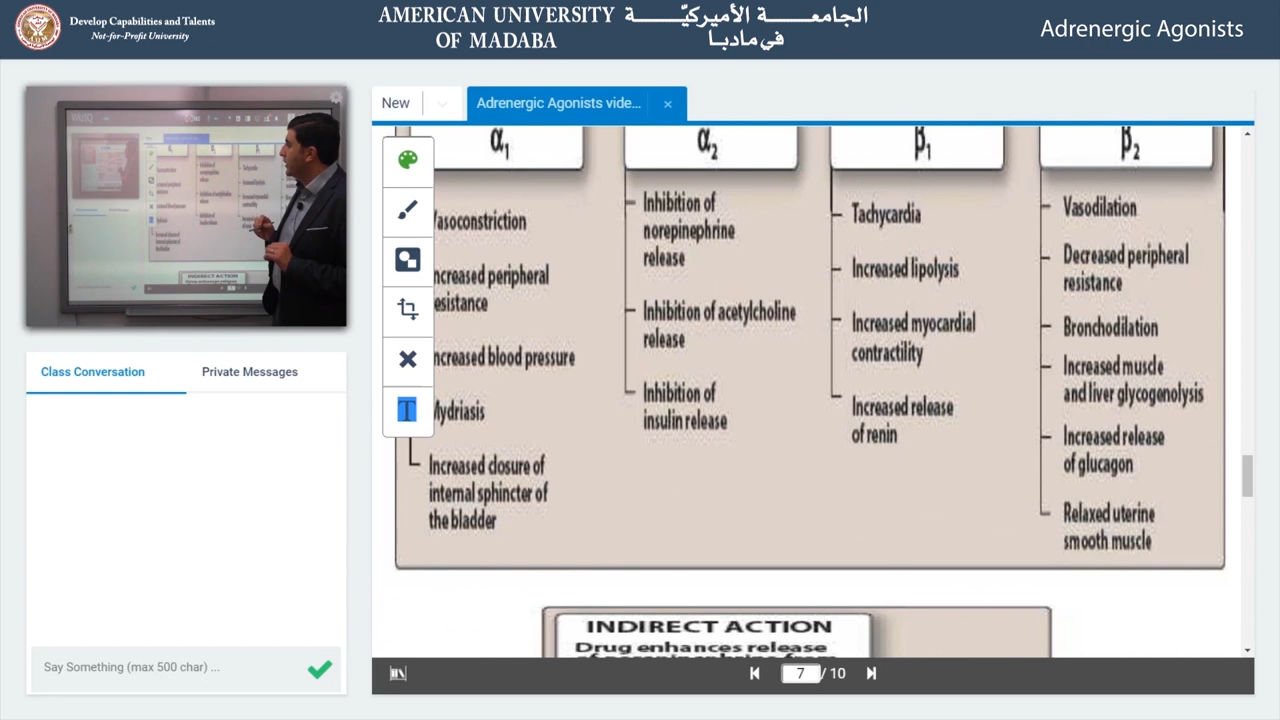 Develop Capabilities and Talents
Not-for-Profit University
AMERICAN UNIVERSITY
OF MADABA
الجامعــــــة الأميركيّــــــــة
في مادبـا
Adrenergic Agonists
New
Adrenergic Agonists vide...
α1
α2
β1
β2
Vasoconstriction
Increased peripheral
resistance
Increased blood pressure
Mydriasis
Increased closure of
internal sphincter of
the bladder
Inhibition of
norepinephrine
release
Inhibition of acetylcholine
release
Inhibition of
insulin release
Tachycardia
Increased lipolysis
Increased myocardial
contractility
Increased release
of renin
Vasodilation
Decreased peripheral
resistance
Bronchodilation
Increased muscle
and liver glycogenolysis
Increased release
of glucagon
Relaxed uterine
smooth muscle
INDIRECT ACTION
Drug enhances release
Class Conversation
Private Messages
Say Something (max 500 char) ...
7 / 10